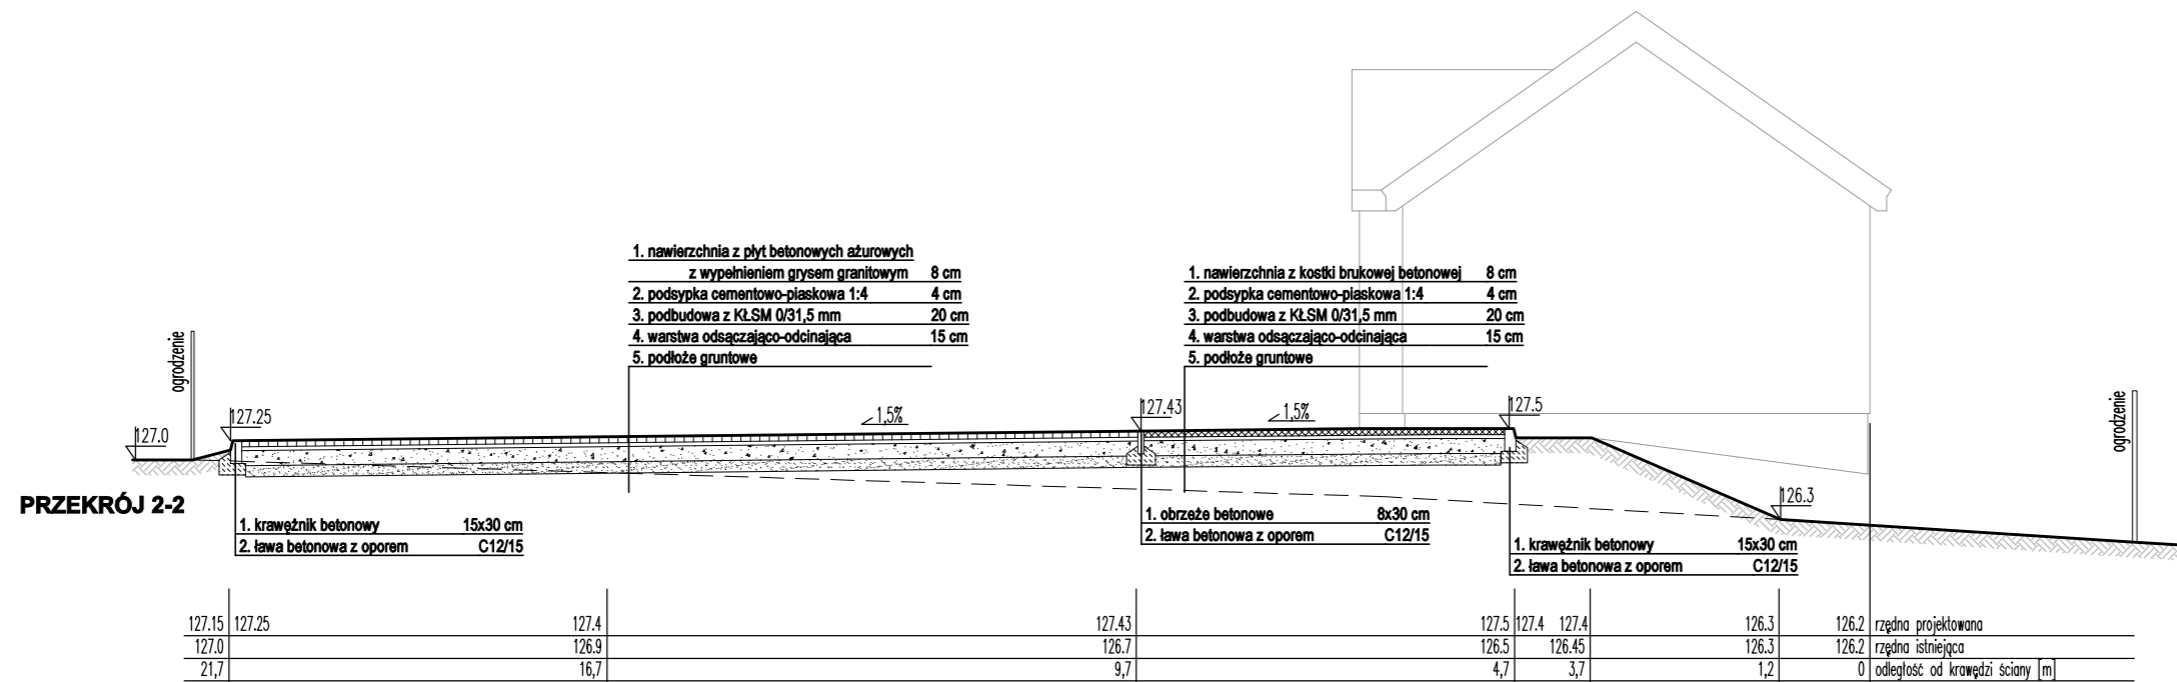 1. nawierzchnia z płyt betonowych ażurowych
z wypełnieniem grysem granitowym 8 cm
2. podsypka cementowo-piaskowa 1:4 4 cm
3. podbudowa z KŁSM 0/31,5 mm 20 cm
4. warstwa odsączająco-odcinająca 15 cm
5. podłoże gruntowe
1. nawierzchnia z kostki brukowej betonowej 8 cm
2. podsypka cementowo-piaskowa 1:4 4 cm
3. podbudowa z KŁSM 0/31,5 mm 20 cm
4. warstwa odsączająco-odcinająca 15 cm
5. podłoże gruntowe
ogrodzenie
127.0
127.25
1,5%
127.43
1,5%
127.5
126.3
ogrodzenie
PRZEKRÓJ 2-2
1. krawężnik betonowy 15x30 cm
2. ława betonowa z oporem C12/15
1. obrzeże betonowe 8x30 cm
2. ława betonowa z oporem C12/15
1. krawężnik betonowy 15x30 cm
2. ława betonowa z oporem C12/15
127.15 127.25 127.4 127.43 127.5 127.4 127.4 126.3 126.2 rzędna projektowana
127.0 126.9 126.7 126.5 126.45 126.3 126.2 rzędna istniejąca
21,7 16,7 9,7 4,7 3,7 1,2 0 odległość od krawędzi ściany [m]